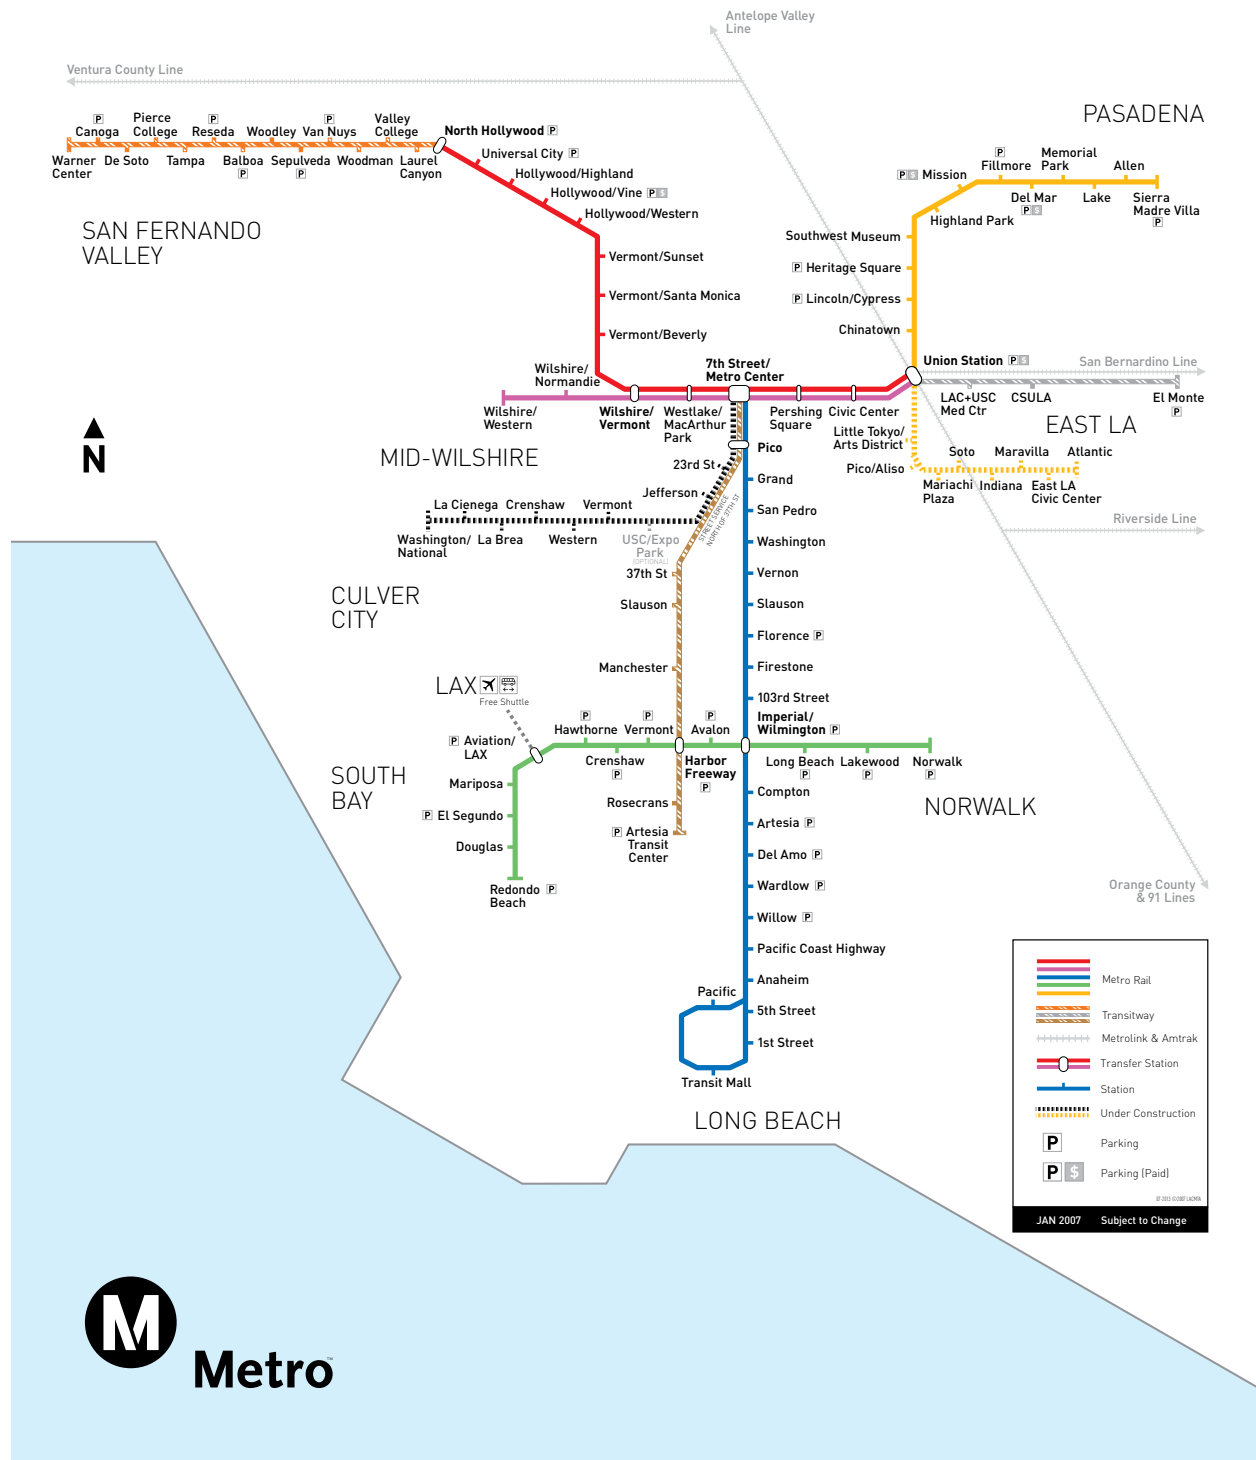 Antelope Valley
Line
Ventura County Line
PASADENA
Canoga
Pierce
College
Reseda
Woodley
Van Nuys
Valley
College
North Hollywood P
Warner
Center
De Soto
Tampa
Balboa
Sepulveda
Woodman
Laurel
Canyon
Universal City P
Hollywood/Highland
Hollywood/Vine P $
Hollywood/Western
Vermont/Sunset
Vermont/Santa Monica
Vermont/Beverly
SAN FERNANDO
VALLEY
P $ Mission
Fillmore
Memorial
Park
Allen
Del Mar
P $
Lake
Sierra
Madre Villa
P
Highland Park
Southwest Museum
P Heritage Square
P Lincoln/Cypress
Chinatown
Union Station P $
San Bernardino Line
LAC+USC
Med Ctr
CSULA
El Monte
P
EAST LA
Wilshire/
Normandie
7th Street/
Metro Center
Wilshire/
Western
Wilshire/
Vermont
Westlake/
MacArthur
Park
Pershing
Square
Civic Center
Little Tokyo/
Arts District
Pico/Aliso
Soto
Maravilla
Atlantic
Mariachi
Plaza
Indiana
East LA
Civic Center
Riverside Line
N
MID-WILSHIRE
Pico
23rd St
Jefferson
Grand
San Pedro
Washington
Vernon
Slauson
Florence P
Firestone
103rd Street
STREET SERVICE
NORTH OF 37TH ST
La Cienega
Crenshaw
Vermont
Washington/
National
La Brea
Western
USC/Expo
Park
(OPTIONAL)
37th St
Slauson
Manchester
CULVER
CITY
LAX
Free Shuttle
P Aviation/
LAX
Hawthorne
Vermont
Avalon
Imperial/
Wilmington P
Crenshaw
P
Harbor
Freeway
P
Long Beach
P
Lakewood
P
Norwalk
P
SOUTH
BAY
Mariposa
P El Segundo
Douglas
Redondo P
Beach
Rosecrans
P Artesia
Transit
Center
NORWALK
Compton
Artesia P
Del Amo P
Wardlow P
Willow P
Pacific Coast Highway
Anaheim
5th Street
1st Street
Pacific
Transit Mall
LONG BEACH
Orange County
& 91 Lines
Metro Rail
Transitway
Metrolink & Amtrak
Transfer Station
Station
Under Construction
P Parking
P $ Parking (Paid)
JAN 2007 Subject to Change
M
Metro